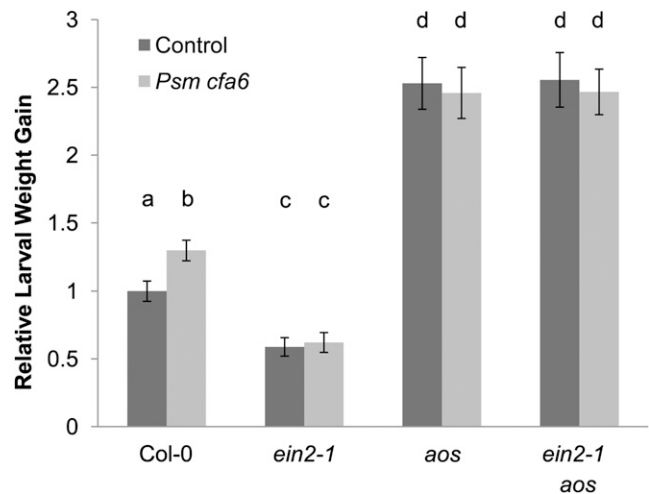 Relative Larval Weight Gain
3
2.5
2
1.5
1
0.5
0
Control
Psm cfa6
a b c c d d d d
Col-0 ein2-1 aos ein2-1
aos